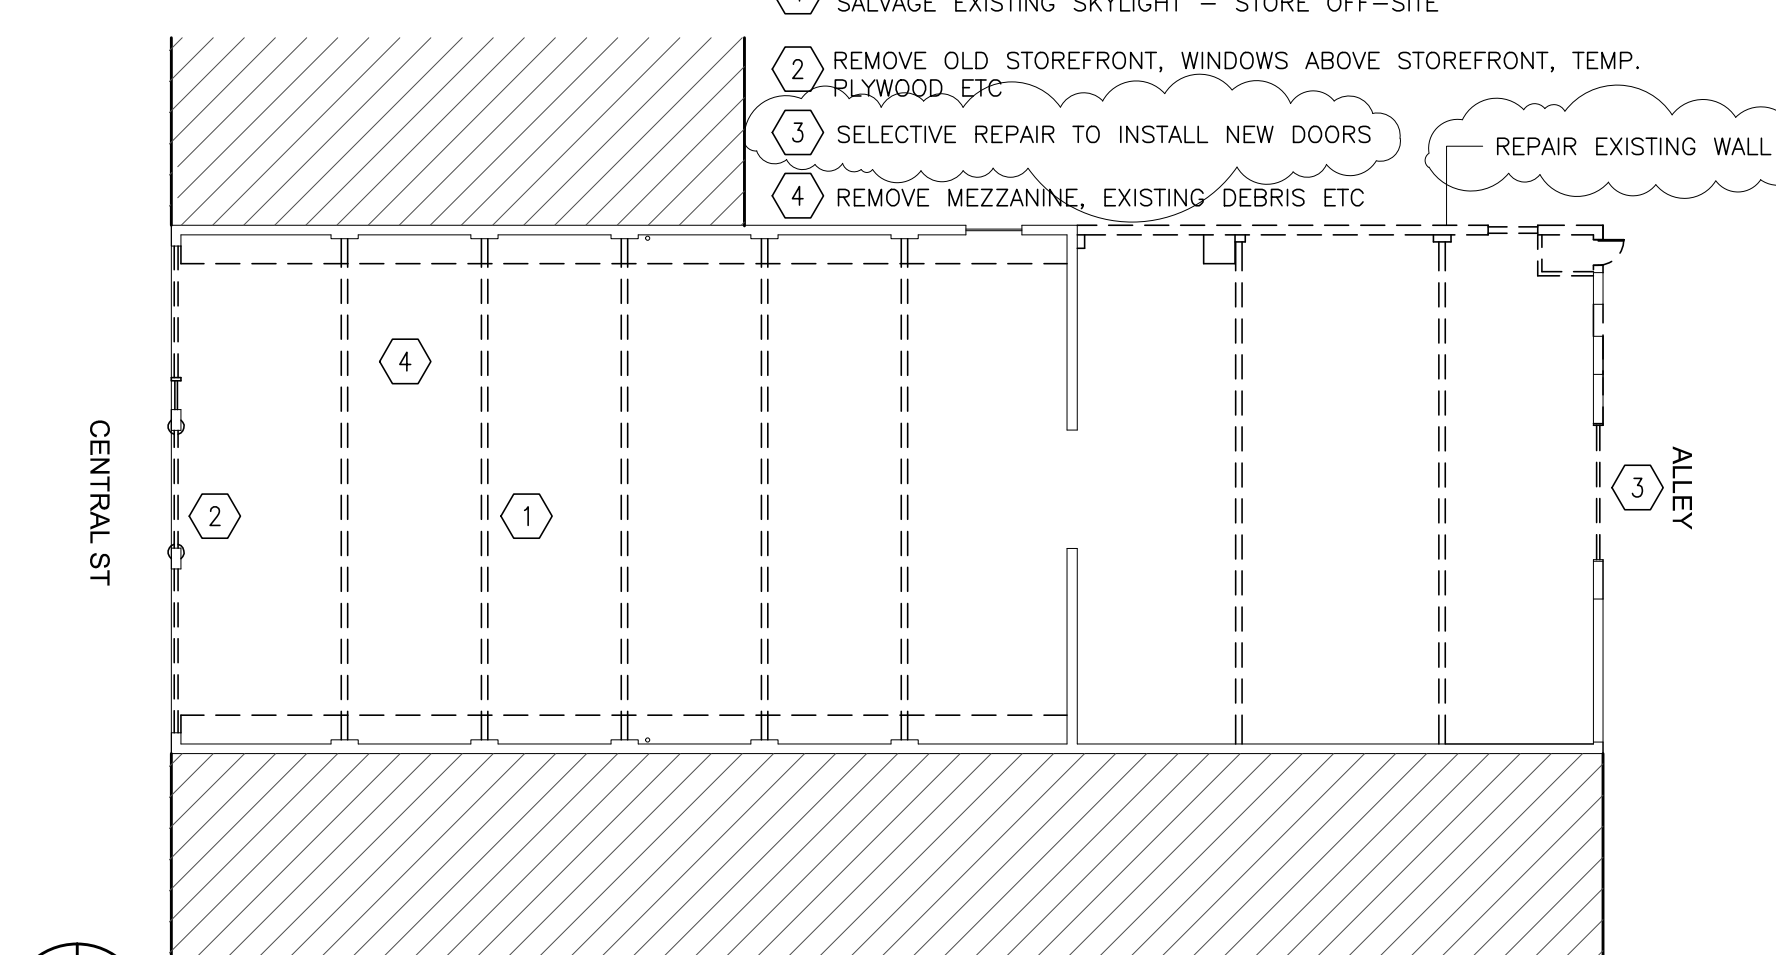 SALVAGE EXISTING SKYLIGHT – STORE OFF–SITE
2 REMOVE OLD STOREFRONT, WINDOWS ABOVE STOREFRONT, TEMP.
PLYWOOD ETC
3 SELECTIVE REPAIR TO INSTALL NEW DOORS
REPAIR EXISTING WALL
4 REMOVE MEZZANINE, EXISTING DEBRIS ETC
4
CENTRAL ST
2
1
3
ALLEY